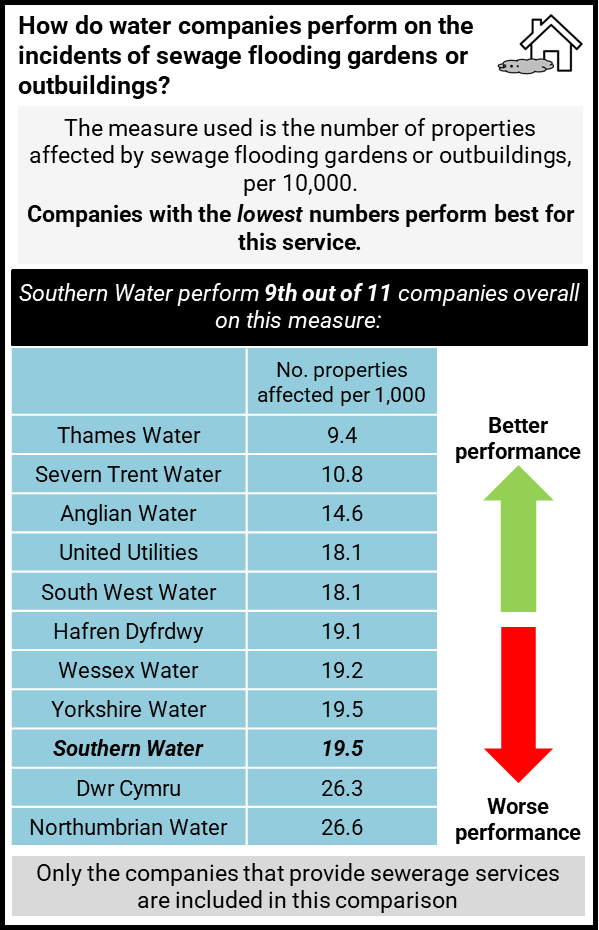 How do water companies perform on the
incidents of sewage flooding gardens or
outbuildings?
The measure used is the number of properties
affected by sewage flooding gardens or outbuildings,
per 10,000.
Companies with the lowest numbers perform best for
this service.
Southern Water perform 9th out of 11 companies overall
on this measure:
No. properties
affected per 1,000
Thames Water 9.4
Severn Trent Water 10.8
Anglian Water 14.6
United Utilities 18.1
South West Water 18.1
Hafren Dyfrdwy 19.1
Wessex Water 19.2
Yorkshire Water 19.5
Southern Water 19.5
Dwr Cymru 26.3
Northumbrian Water 26.6
Better
performance
Worse
performance
Only the companies that provide sewerage services
are included in this comparison